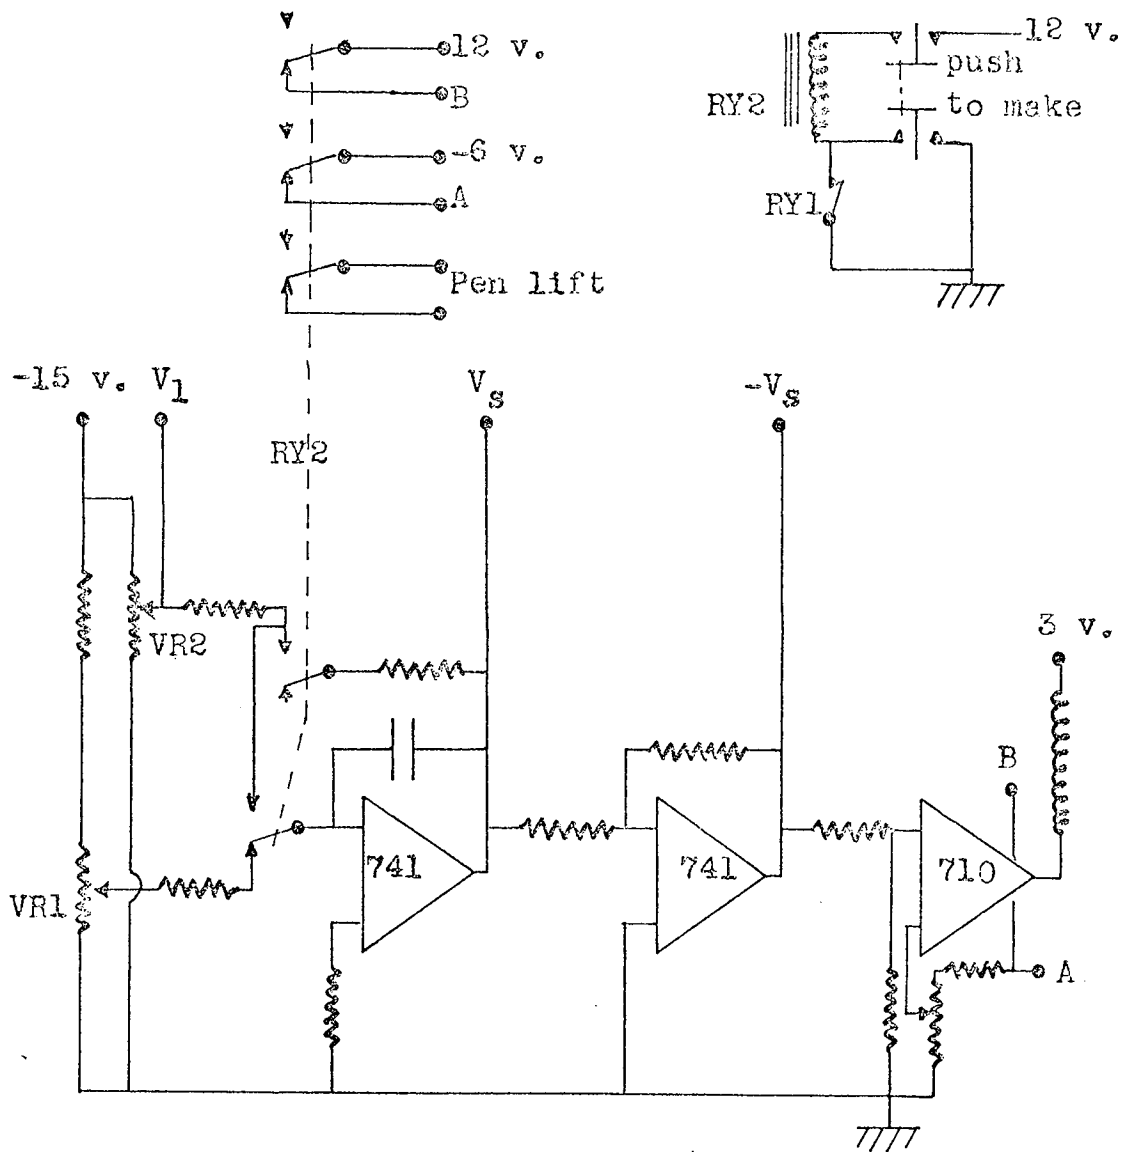 12 v.
B
-6 v.
A
Pen lift
12 v.
push
to make
RY2
RY1
-15 v.
V1
Vs
-Vs
RY2
VR2
3 v.
B
741
741
710
VR1
A